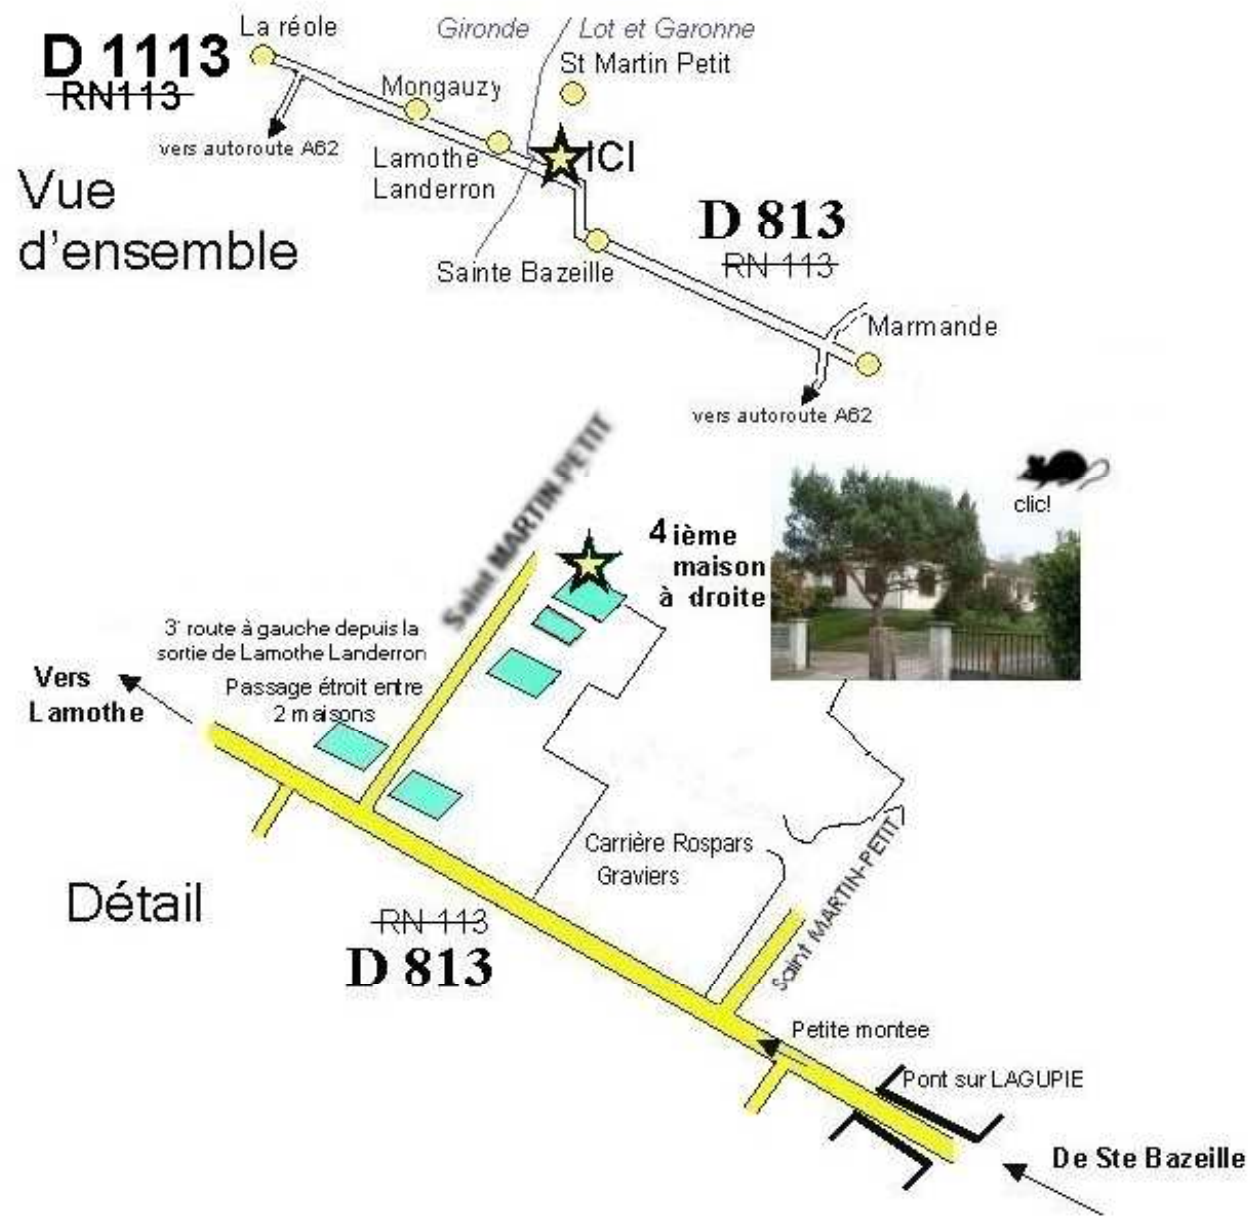 La réole
Gironde
Lot et Garonne
D 1113
RN113
St Martin Petit
Mongauzy
vers autoroute A62
ICI
Lamothe
Landerron
Vue
d'ensemble
D 813
RN 113
Sainte Bazeille
Marmande
vers autoroute A62
Saint MARTIN-PETIT
clic!
4 ième
maison
à droite
3' route à gauche depuis la
sortie de Lamothe Landerron
Passage étroit entre
2 maisons
Vers
Lamothe
Carrière Rospars
Graviers
Saint MARTIN-PETIT
Détail
RN 113
D 813
Petite montee
Pont sur LAGUPIE
De Ste Bazeille